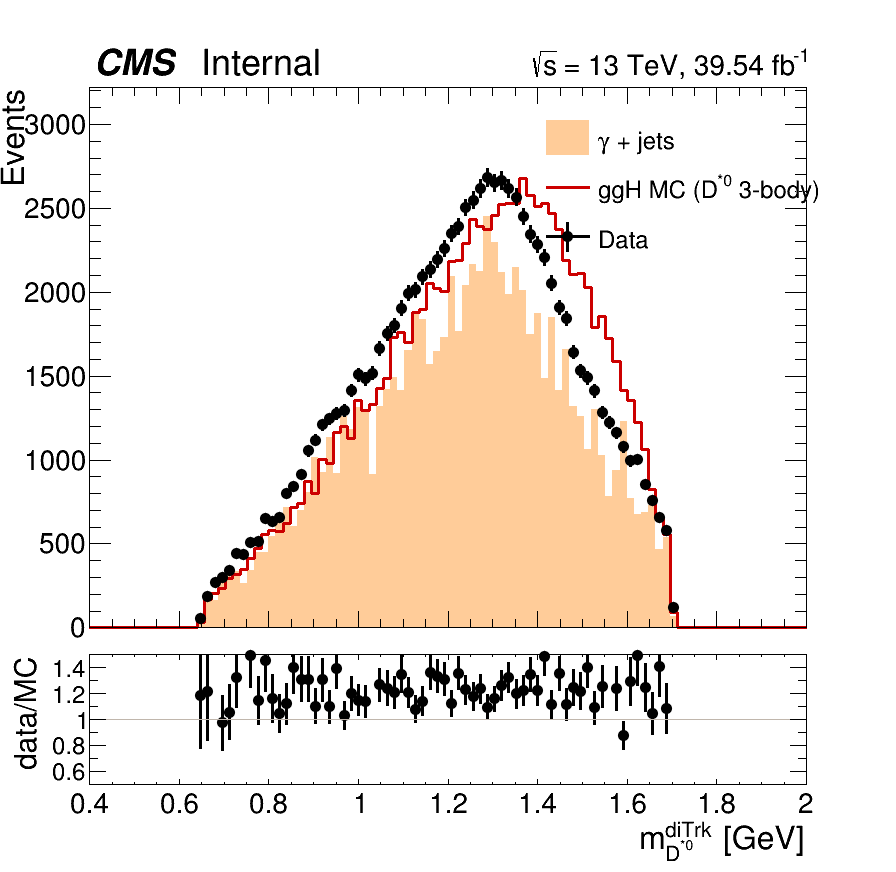 CMS Internal √s = 13 TeV, 39.54 fb⁻¹
Events
3000
2500
2000
1500
1000
500
0
γ + jets
ggH MC (D*⁰ 3-body)
Data
data/MC
1.4
1.2
1
0.8
0.6
0.4 0.6 0.8 1 1.2 1.4 1.6 1.8 2
m_{D*⁰}^{diTrk} [GeV]